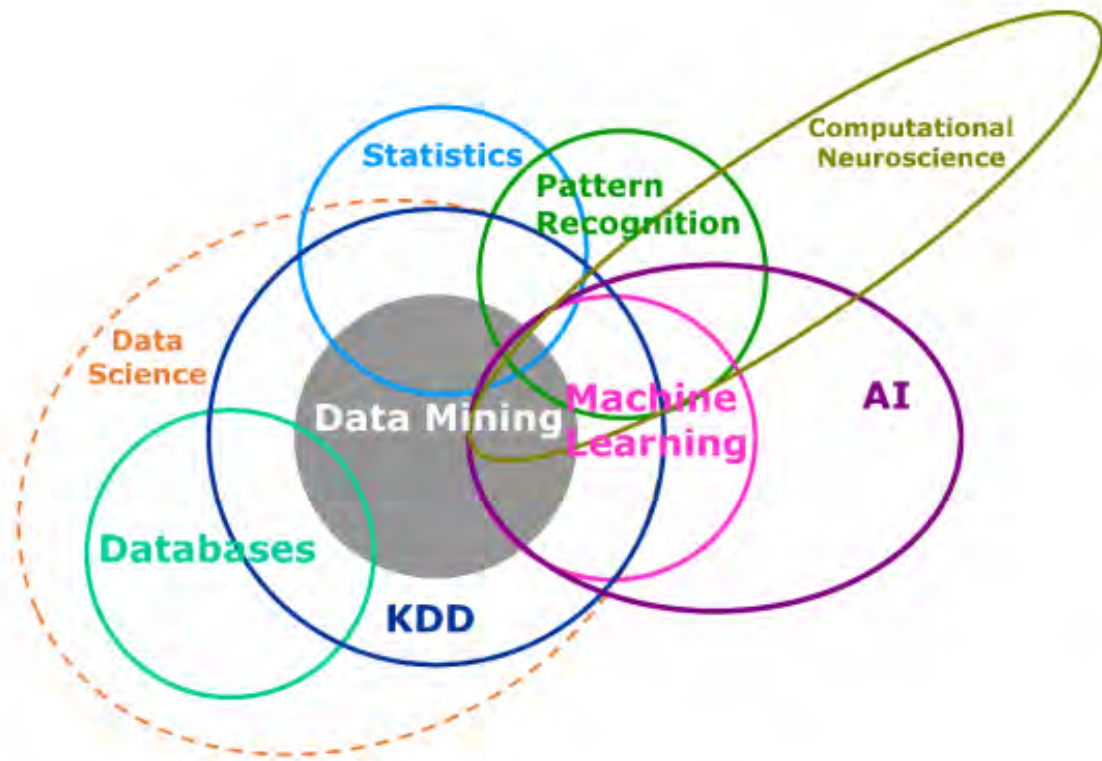 Computational
Neuroscience
Statistics
Pattern
Recognition
Data
Science
Machine
Learning
AI
Data Mining
Databases
KDD